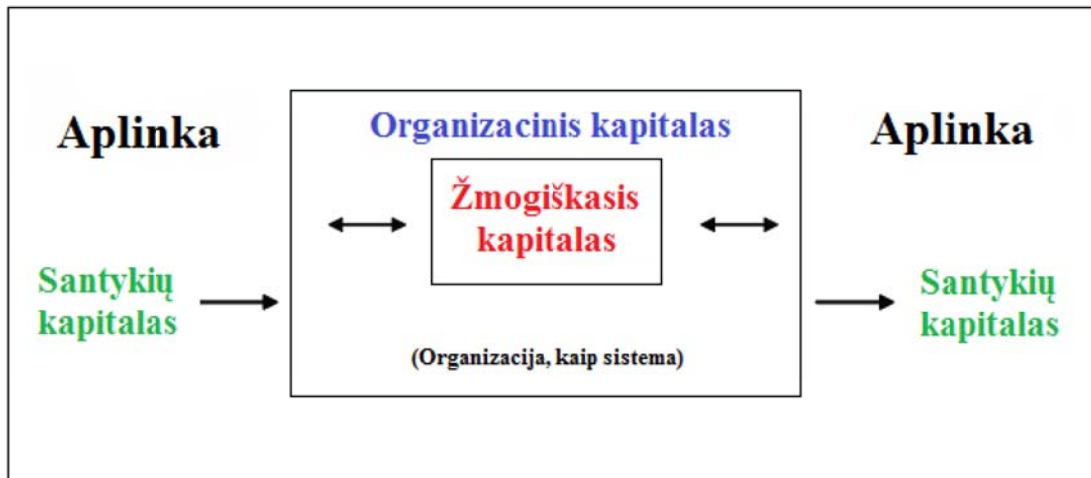 Aplinka
Organizacinis kapitalas
Aplinka
Žmogiškasis
kapitalas
Santykių
kapitalas
Santykių
kapitalas
(Organizacija, kaip sistema)